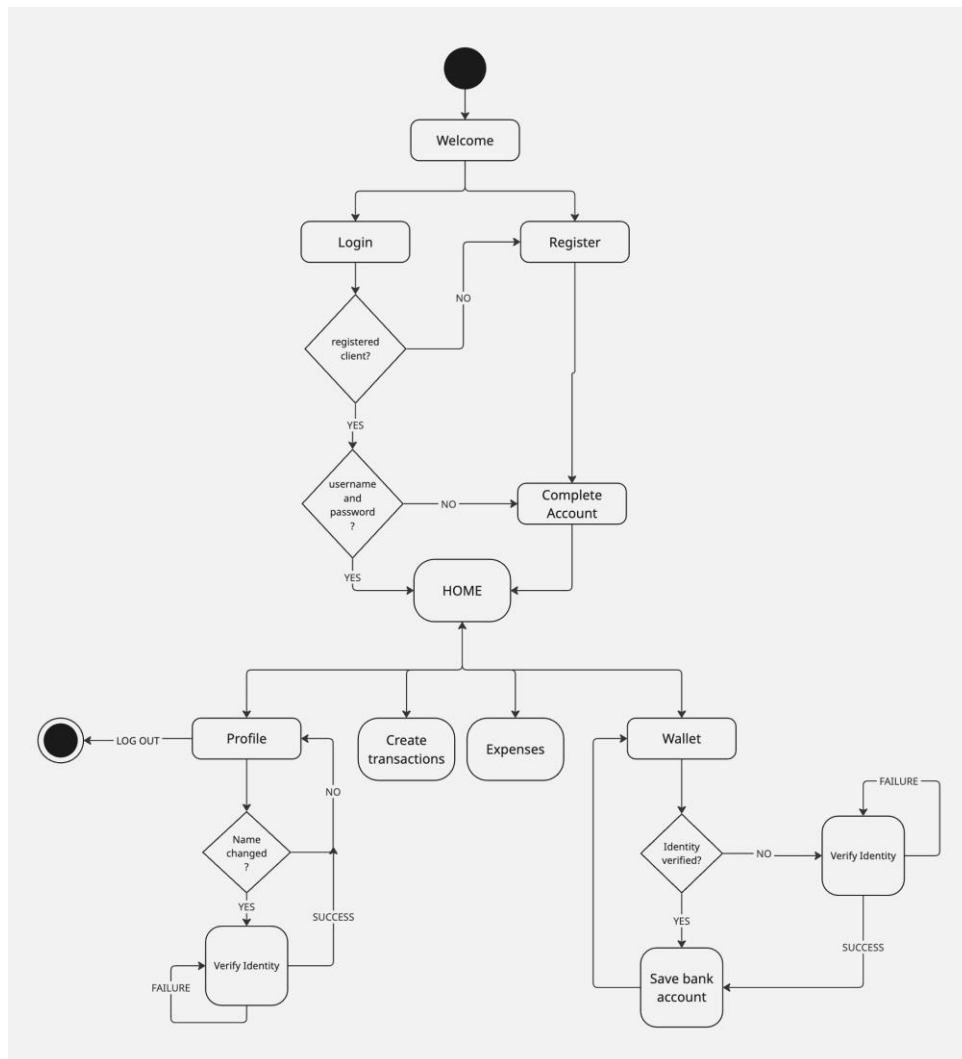 Welcome
Login
Register
NO
registered
client?
YES
username
and
password
?
NO
Complete
Account
YES
HOME
LOG OUT
Profile
Create
transactions
Expenses
Wallet
FAILURE
NO
Name
changed
?
Identity
verified?
NO
Verify Identity
YES
SUCCESS
YES
SUCCESS
Verify Identity
FAILURE
Save bank
account